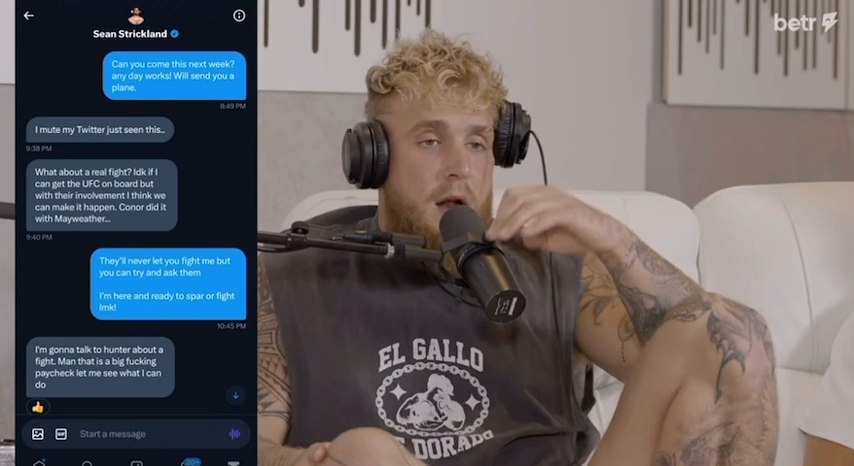 betr
Sean Strickland
Can you come this next week?
any day works! Will send you a
plane.
8:49 PM
I mute my Twitter just seen this..
9:38 PM
What about a real fight? Idk if I
can get the UFC on board but
with their involvement I think we
can make it happen. Conor did it
with Mayweather...
9:40 PM
They'll never let you fight me but
you can try and ask them
I'm here and ready to spar or fight
lmk!
10:45 PM
I'm gonna talk to hunter about a
fight. Man that is a big fucking
paycheck let me see what I can
do
GIF
Start a message
20+
EL GALLO
DE DORADO